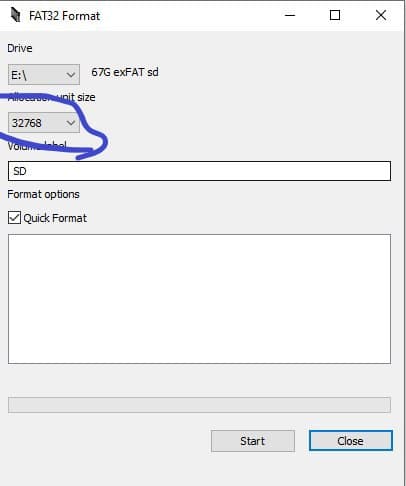 FAT32 Format
Drive
E:\ 67G exFAT sd
Allocation unit size
32768
Volume label
SD
Format options
Quick Format
Start Close